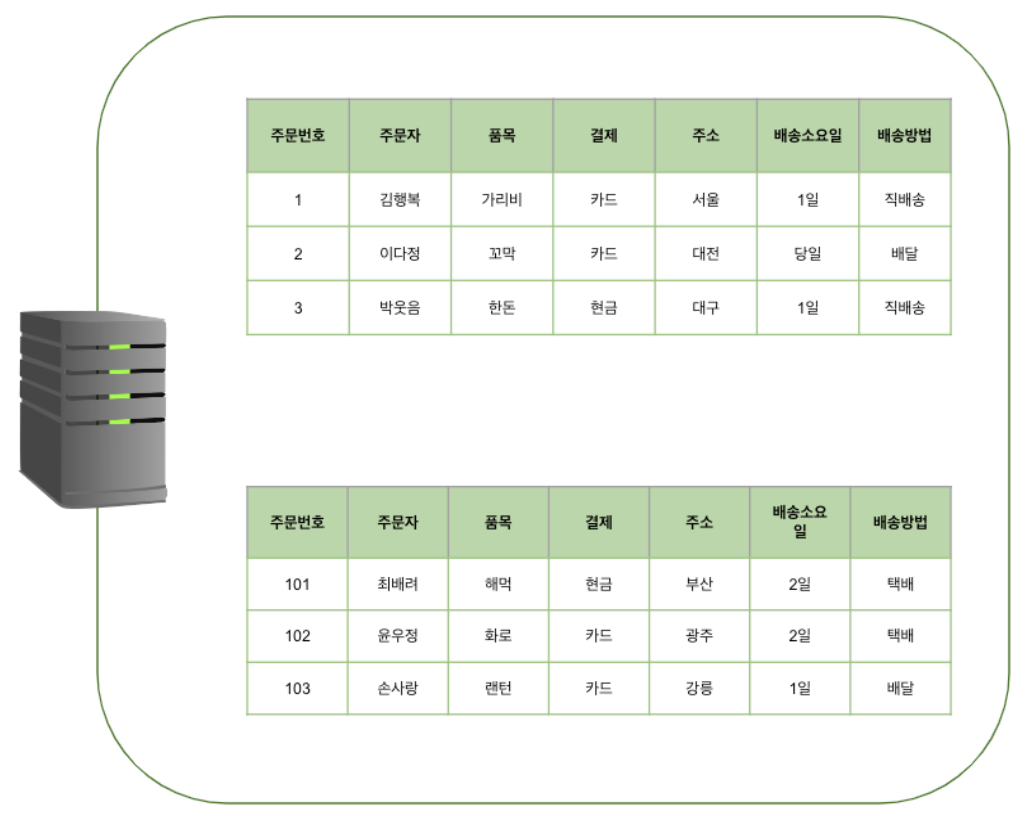 주문번호 주문자 품목 결제 주소 배송소요일 배송방법
1 김행복 가리비 카드 서울 1일 직배송
2 이다정 꼬막 카드 대전 당일 배달
3 박웃음 한돈 현금 대구 1일 직배송
주문번호 주문자 품목 결제 주소 배송소요
일 배송방법
101 최배려 해먹 현금 부산 2일 택배
102 윤우정 화로 카드 광주 2일 택배
103 손사랑 랜턴 카드 강릉 1일 배달